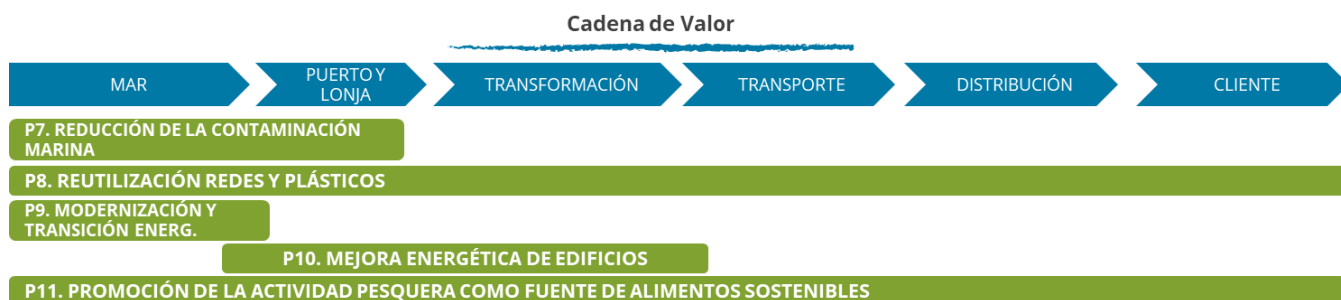 Cadena de Valor
MAR
PUERTO Y
LONJA
TRANSFORMACIÓN
TRANSPORTE
DISTRIBUCIÓN
CLIENTE
P7. REDUCCIÓN DE LA CONTAMINACIÓN
MARINA
P8. REUTILIZACIÓN REDES Y PLÁSTICOS
P9. MODERNIZACIÓN Y
TRANSICIÓN ENERG.
P10. MEJORA ENERGÉTICA DE EDIFICIOS
P11. PROMOCIÓN DE LA ACTIVIDAD PESQUERA COMO FUENTE DE ALIMENTOS SOSTENIBLES